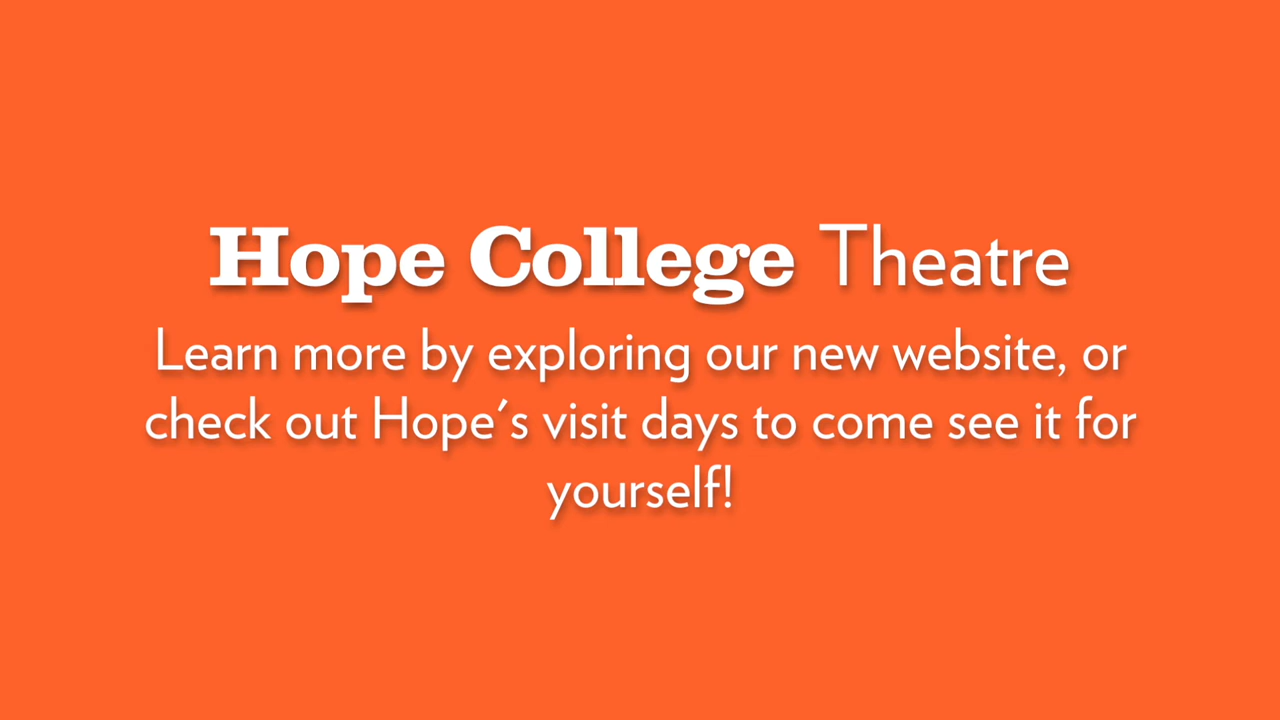 Hope College Theatre
Learn more by exploring our new website, or
check out Hope's visit days to come see it for
yourself!